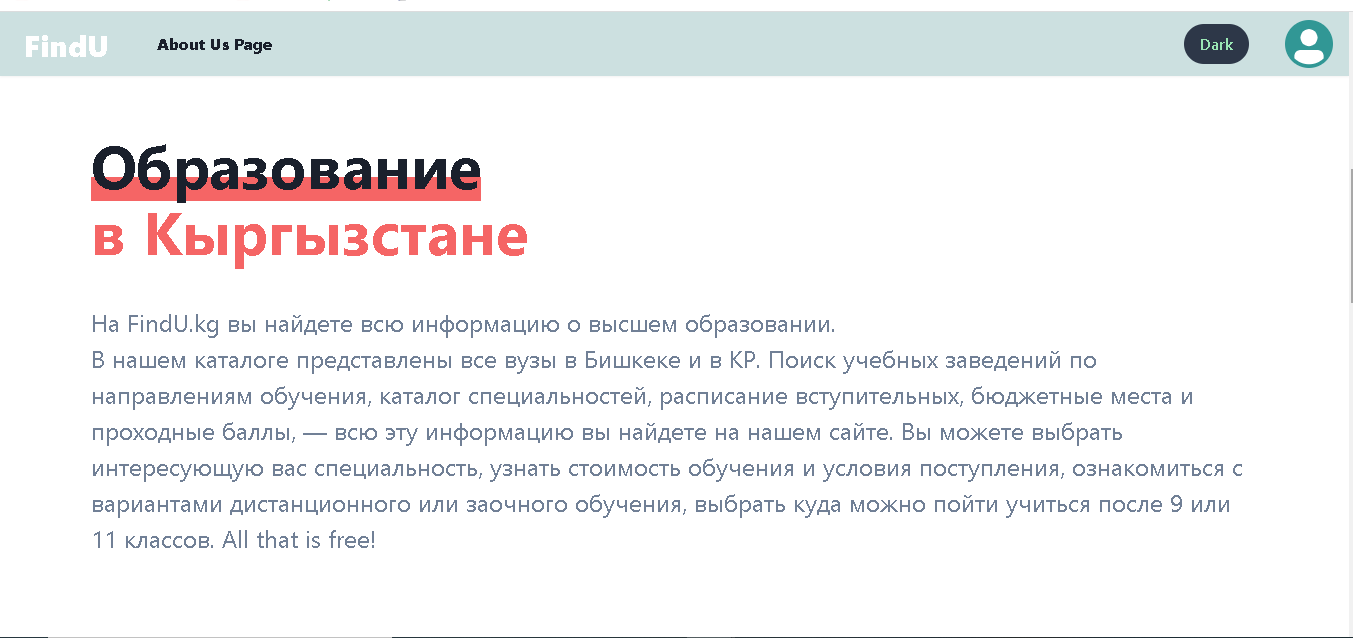 FindU
About Us Page
Dark
Образование
в Кыргызстане
На FindU.kg вы найдете всю информацию о высшем образовании.
В нашем каталоге представлены все вузы в Бишкеке и в КР. Поиск учебных заведений по
направлениям обучения, каталог специальностей, расписание вступительных, бюджетные места и
проходные баллы, — всю эту информацию вы найдете на нашем сайте. Вы можете выбрать
интересующую вас специальность, узнать стоимость обучения и условия поступления, ознакомиться с
вариантами дистанционного или заочного обучения, выбрать куда можно пойти учиться после 9 или
11 классов. All that is free!